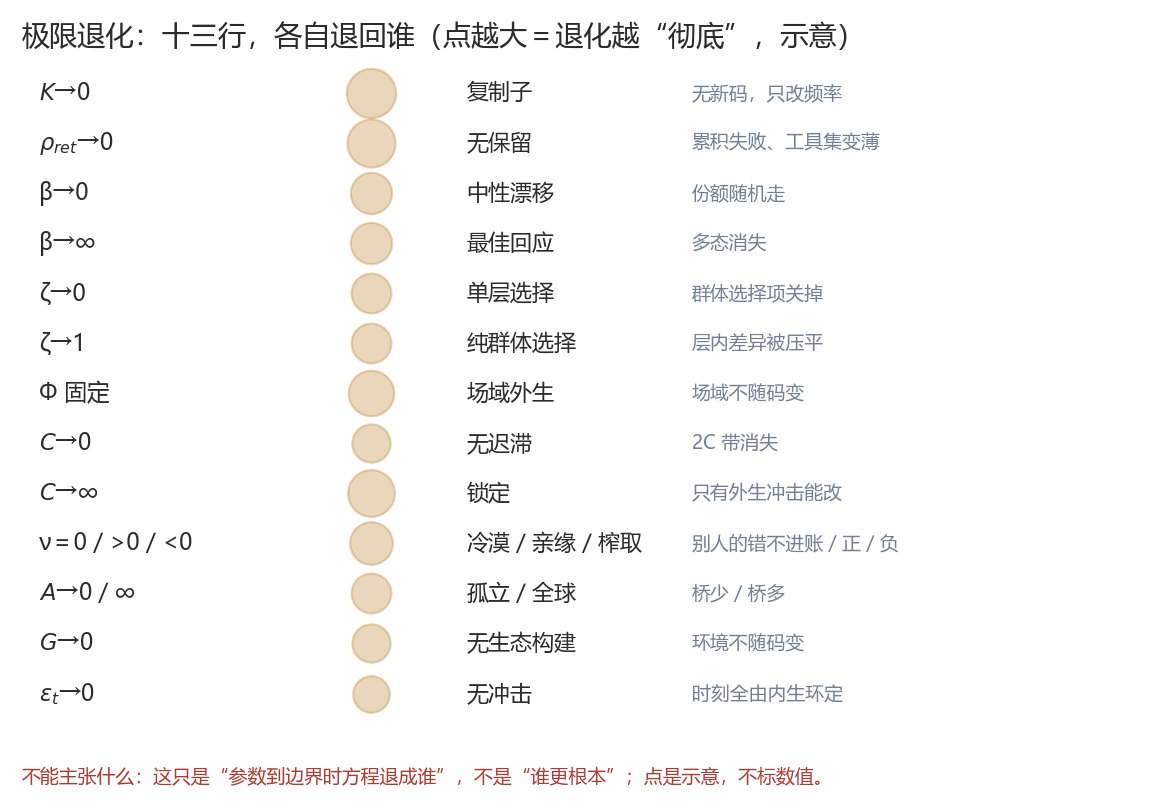 极限退化：十三行，各自退回谁（点越大＝退化越“彻底”，示意）
K→0 复制子 无新码，只改频率
ρret→0 无保留 累积失败、工具集变薄
β→0 中性漂移 份额随机走
β→∞ 最佳回应 多态消失
ζ→0 单层选择 群体选择项关掉
ζ→1 纯群体选择 层内差异被压平
Φ 固定 场域外生 场域不随码变
C→0 无迟滞 2C 带消失
C→∞ 锁定 只有外生冲击能改
ν = 0 / >0 / <0 冷漠 / 亲缘 / 榨取 别人的错不进账 / 正 / 负
A→0 / ∞ 孤立 / 全球 桥少 / 桥多
G→0 无生态构建 环境不随码变
εt→0 无冲击 时刻全由内生环定
不能主张什么：这只是“参数到边界时方程退成谁”，不是“谁更根本”；点是示意，不标数值。